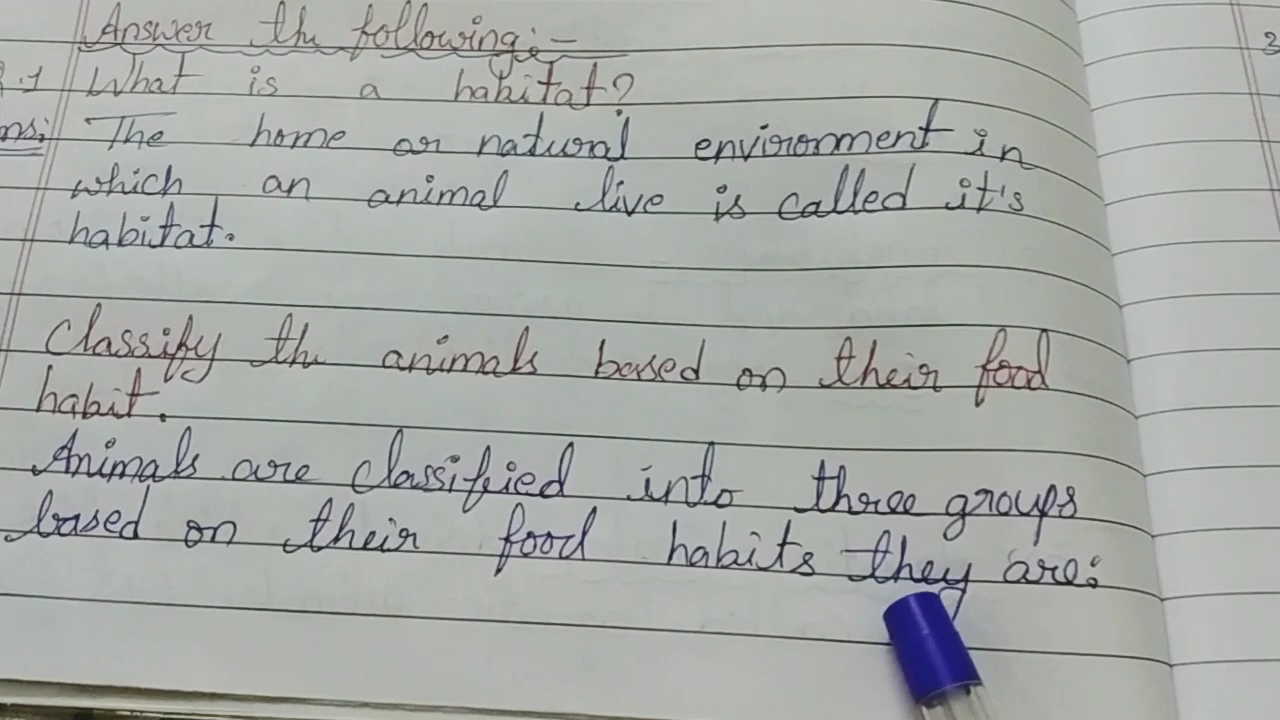 Answer the following:-
.1 What is a habitat?
ns: The home or natural environment in
which an animal live is called it's
habitat.
Classify the animals based on their food
habit.
Animals are classified into three groups
based on their food habits they are: